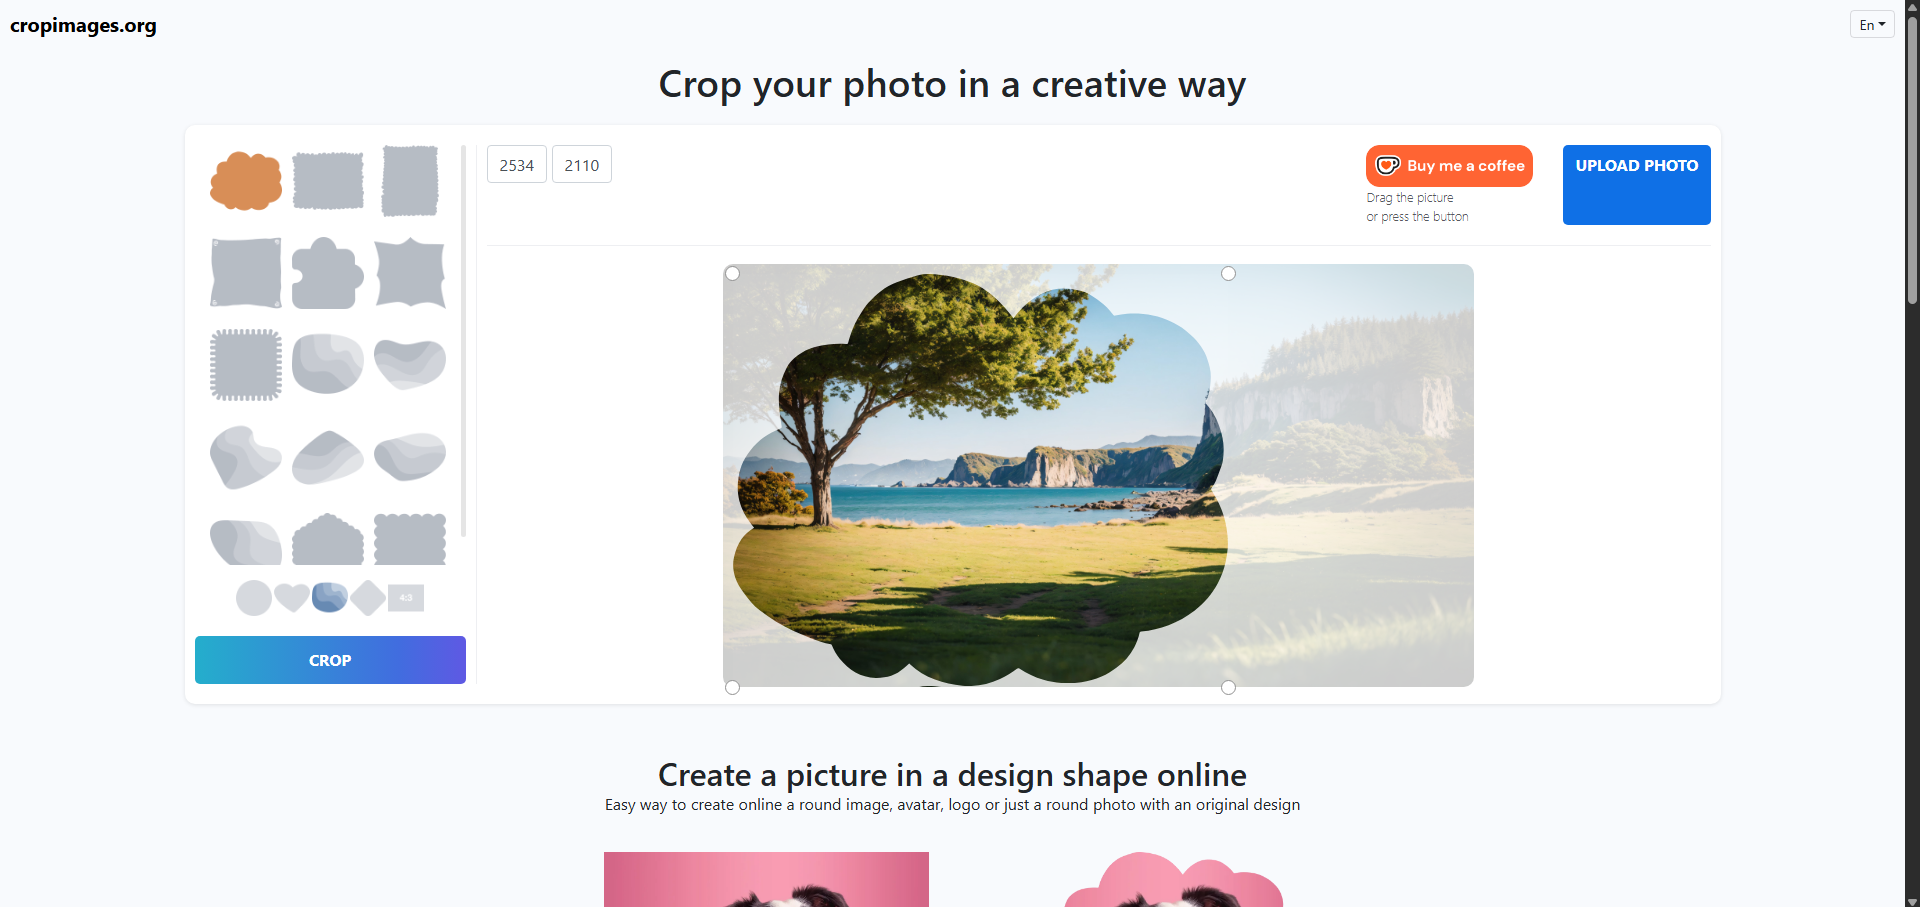 cropimages.org
En
Crop your photo in a creative way
2534
2110
Buy me a coffee
Drag the picture
or press the button
UPLOAD PHOTO
4:3
CROP
Create a picture in a design shape online
Easy way to create online a round image, avatar, logo or just a round photo with an original design